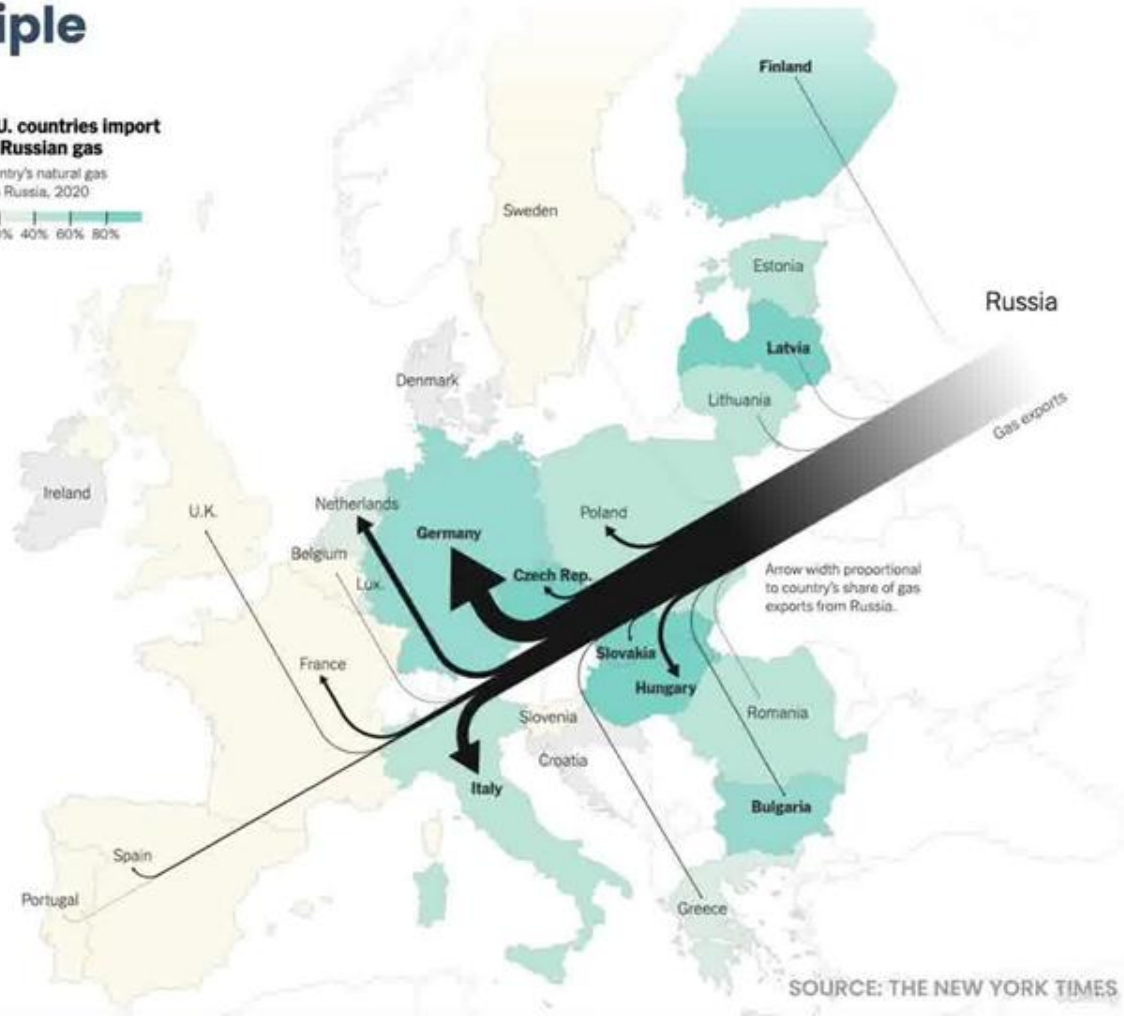 iple
U. countries import
Russian gas
ntry's natural gas
Russia, 2020
% 40% 60% 80%
Finland
Sweden
Estonia
Russia
Latvia
Denmark
Lithuania
Gas exports
Ireland
Netherlands
U.K.
Poland
Germany
Belgium
Czech Rep.
Lux.
Arrow width proportional
to country's share of gas
exports from Russia.
Slovakia
France
Hungary
Romania
Slovenia
Croatia
Italy
Bulgaria
Spain
Portugal
Greece
SOURCE: THE NEW YORK TIMES